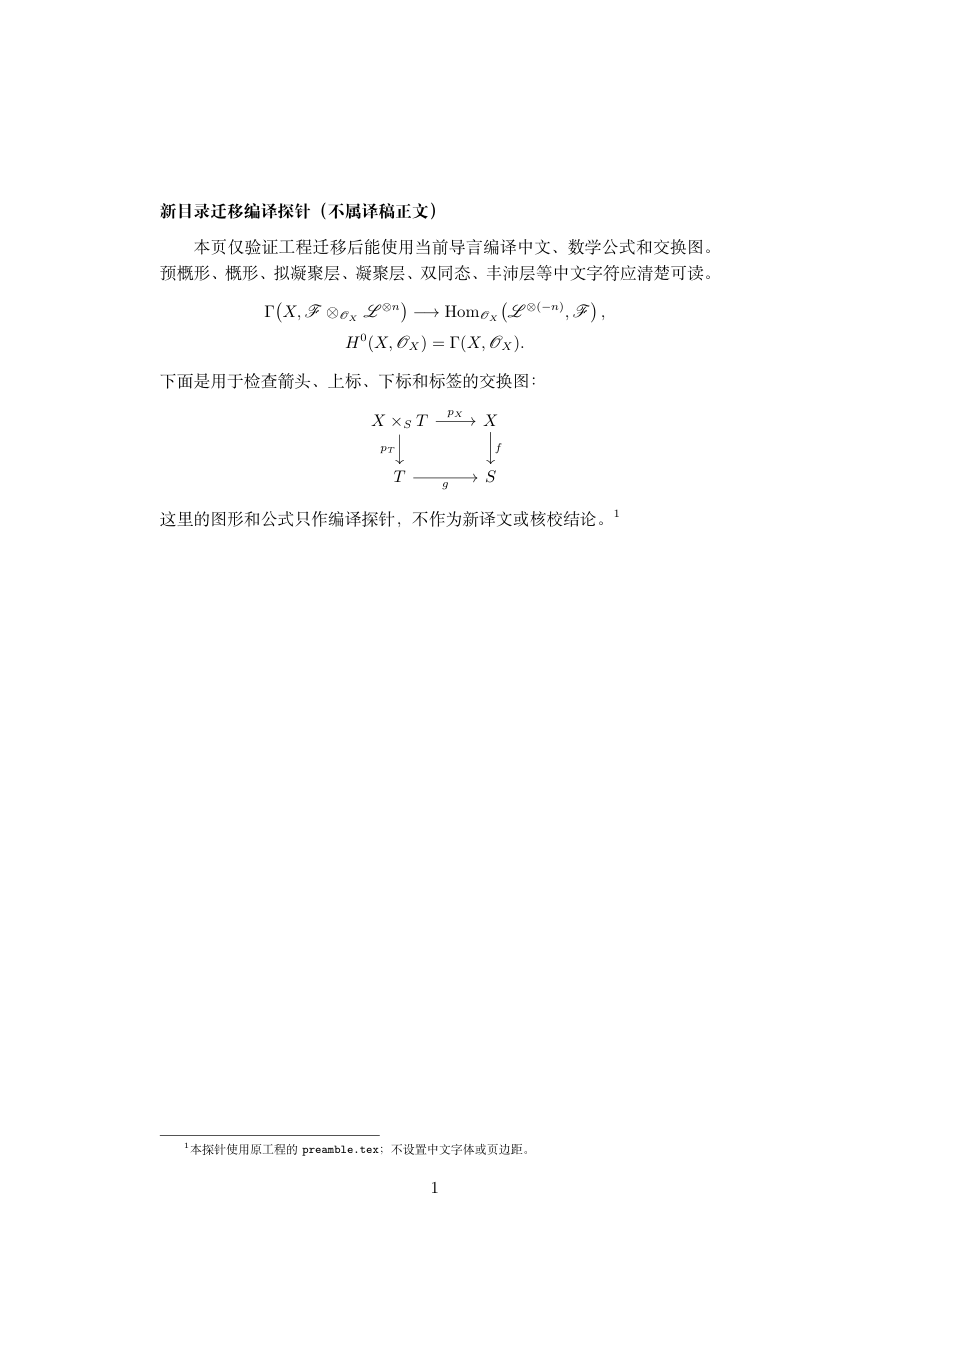 新目录迁移编译探针（不属译稿正文）
本页仅验证工程迁移后能使用当前导言编译中文、数学公式和交换图。
预概形、概形、拟凝聚层、凝聚层、双同态、丰沛层等中文字符应清楚可读。
Γ(X, ℱ ⊗_{𝒪_X} ℒ^{⊗n}) ⟶ Hom_{𝒪_X}(ℒ^{⊗(−n)}, ℱ),
H⁰(X, 𝒪_X) = Γ(X, 𝒪_X).
下面是用于检查箭头、上标、下标和标签的交换图：
p_X
X ×_S T ⟶ X
p_T ↓ ↓ f
T ⟶ S
g
这里的图形和公式只作编译探针，不作为新译文或核校结论。¹
¹本探针使用原工程的 preamble.tex；不设置中文字体或页边距。
1